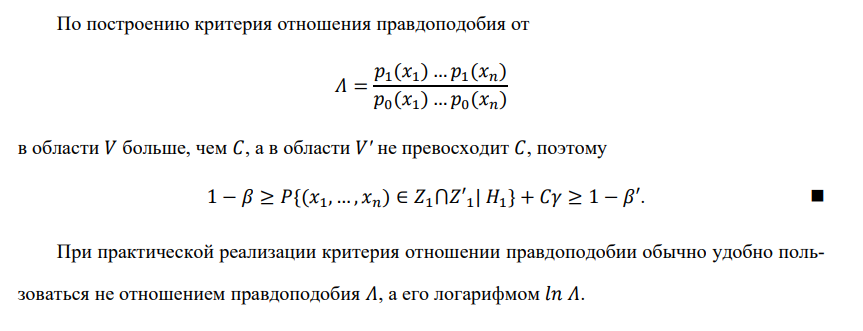 По построению критерия отношения правдоподобия от
Λ = p₁(x₁) … p₁(xₙ) / p₀(x₁) … p₀(xₙ)
в области V больше, чем C, а в области V′ не превосходит C, поэтому
1 − β ≥ P{(x₁, … , xₙ) ∈ Z₁⋂Z′₁| H₁} + Cγ ≥ 1 − β′. ■
При практической реализации критерия отношении правдоподобии обычно удобно поль-
зоваться не отношением правдоподобия Λ, а его логарифмом ln Λ.